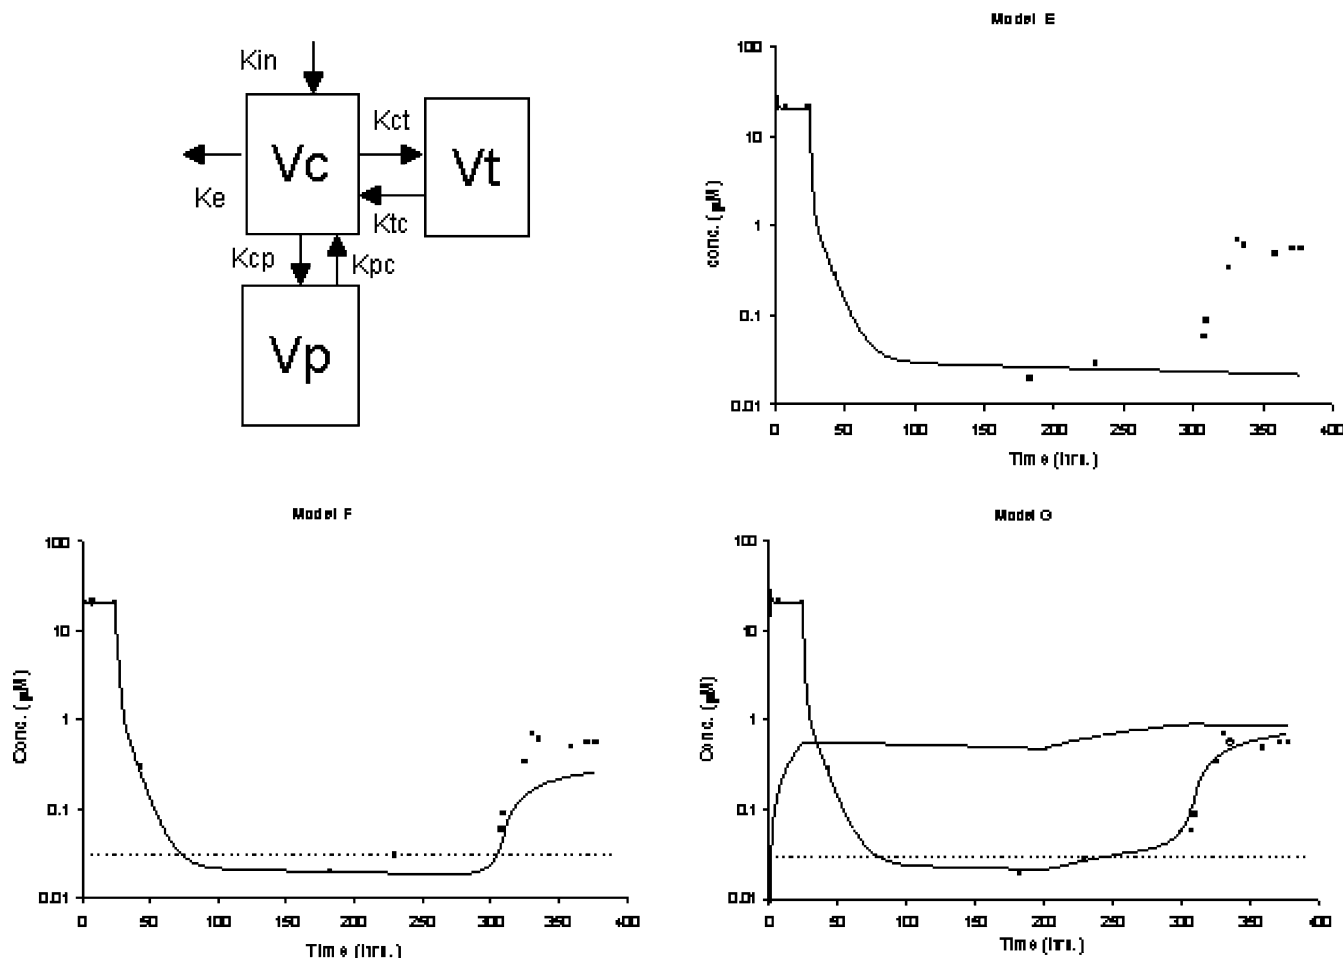 Kin
Kct
Vc
Vt
Ke
Ktc
Kcp
Kpc
Vp
Model E
100
10
1
0.1
0.01
conc. (µM)
0 50 100 150 200 250 300 350 400
Time (hrs.)
Model F
100
10
1
0.1
0.01
Conc. (µM)
0 50 100 150 200 250 300 350 400
Time (hrs.)
Model G
100
10
1
0.1
0.01
Conc. (µM)
0 50 100 150 200 250 300 350 400
Time (hrs.)